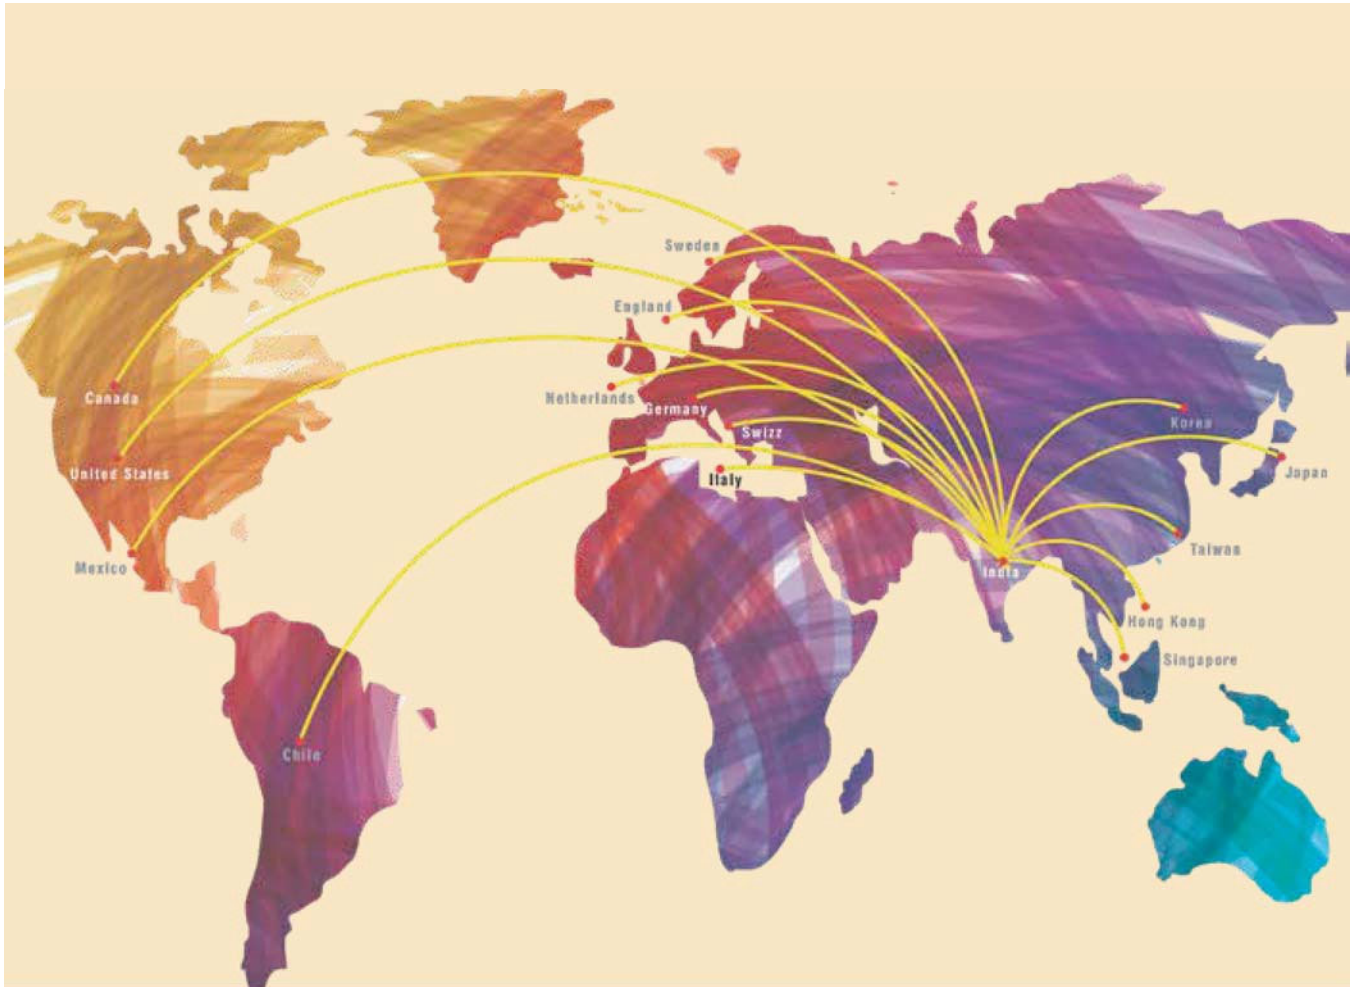 Sweden
England
Canada
Netherlands
Germany
Korea
Swizz
United States
Italy
Japan
Taiwan
Mexico
India
Hong Kong
Singapore
Chile